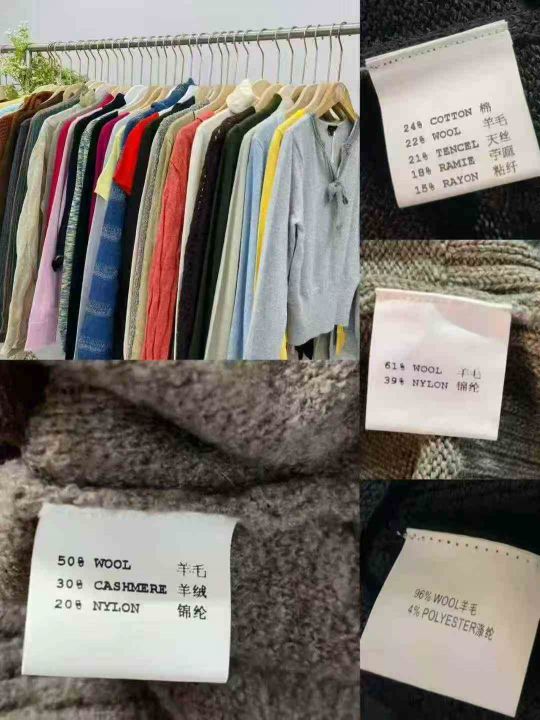 24% COTTON 棉
22% WOOL 羊毛
21% TENCEL 天丝
18% RAMIE 苎麻
15% RAYON 粘纤
61% WOOL 羊毛
39% NYLON 锦纶
50% WOOL 羊毛
30% CASHMERE 羊绒
20% NYLON 锦纶
96% WOOL羊毛
4% POLYESTER涤纶